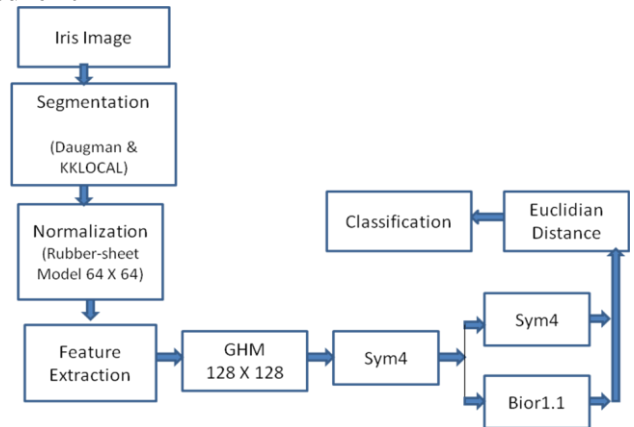 Iris Image
Segmentation
(Daugman &
KKLOCAL)
Normalization
(Rubber-sheet
Model 64 X 64)
Feature
Extraction
GHM
128 X 128
Sym4
Sym4
Bior1.1
Euclidian
Distance
Classification